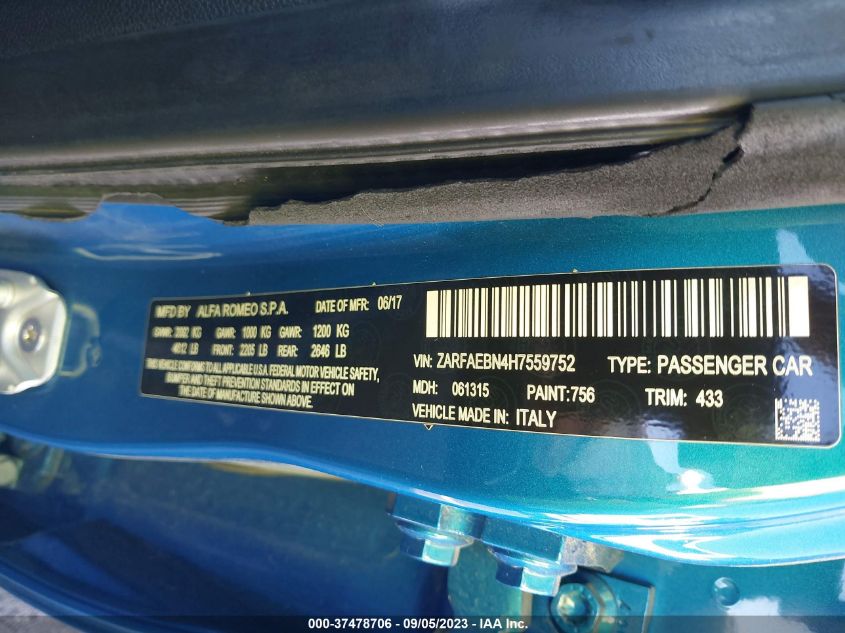 MFD BY ALFA ROMEO S.P.A. DATE OF MFR: 06/17
KG GAWR: 1000 KG GAWR: 1200 KG
LB FRONT: 2205 LB REAR: 2646 LB
THIS VEHICLE CONFORMS TO ALL APPLICABLE U.S.A. FEDERAL MOTOR VEHICLE SAFETY,
BUMPER AND THEFT PREVENTION STANDARDS IN EFFECT ON
THE DATE OF MANUFACTURE SHOWN ABOVE.
VIN: ZARFAEBN4H7559752 TYPE: PASSENGER CAR
MDH: 061315 PAINT:756 TRIM: 433
VEHICLE MADE IN: ITALY
000-37478706 - 09/05/2023 - IAA Inc.